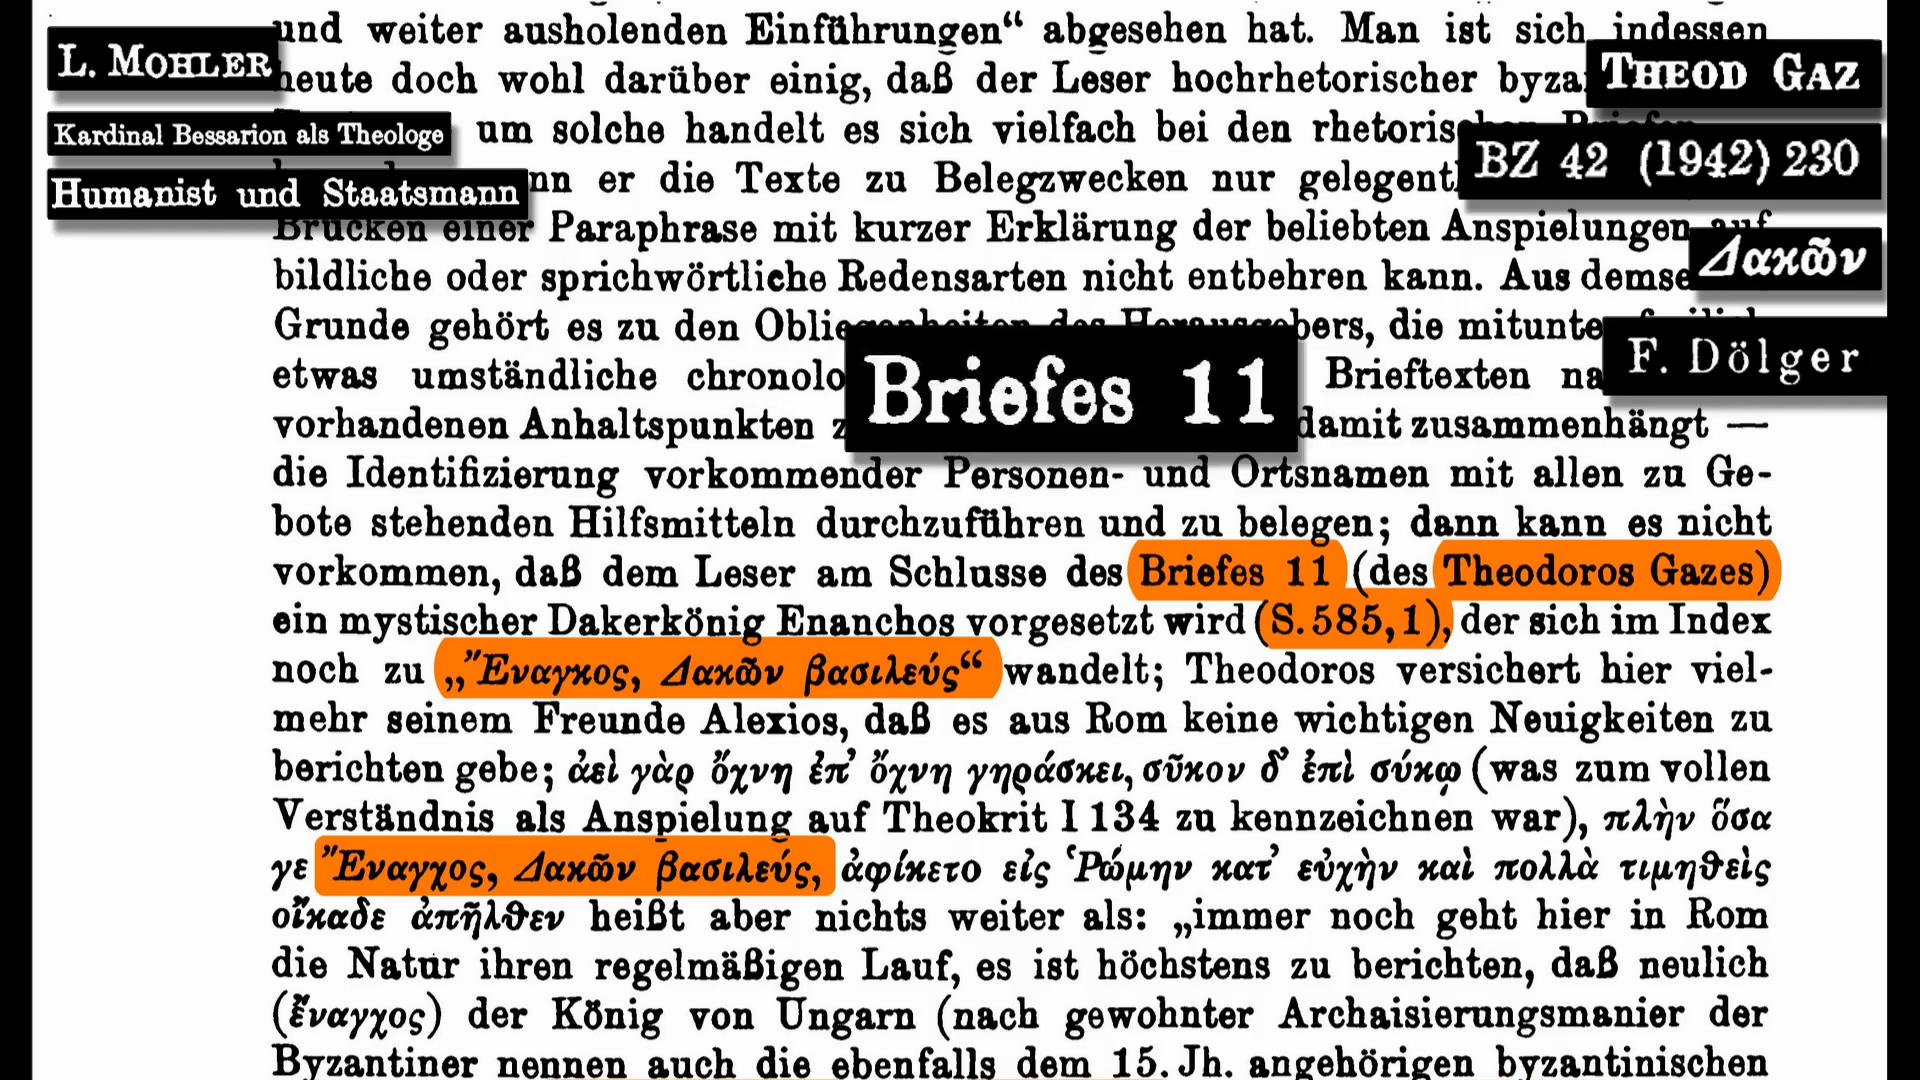 L. MOHLER
Kardinal Bessarion als Theologe
Humanist und Staatsmann
THEOD GAZ
BZ 42 (1942) 230
Δακῶν
F. Dölger
Briefes 11
und weiter ausholenden Einführungen“ abgesehen hat. Man ist sich indessen
heute doch wohl darüber einig, daß der Leser hochrhetorischer byza
um solche handelt es sich vielfach bei den rhetorischen Briefen
nn er die Texte zu Belegzwecken nur gelegentl
Brücken einer Paraphrase mit kurzer Erklärung der beliebten Anspielungen auf
bildliche oder sprichwörtliche Redensarten nicht entbehren kann. Aus demse
Grunde gehört es zu den Obliegenheiten des Herausgebers, die mitunter freilich
etwas umständliche chronolo Brieftexten na
vorhandenen Anhaltspunkten z damit zusammenhängt —
die Identifizierung vorkommender Personen- und Ortsnamen mit allen zu Ge-
bote stehenden Hilfsmitteln durchzuführen und zu belegen; dann kann es nicht
vorkommen, daß dem Leser am Schlusse des Briefes 11 (des Theodoros Gazes)
ein mystischer Dakerkönig Enanchos vorgesetzt wird (S. 585, 1), der sich im Index
noch zu „Ἔναγκος, Δακῶν βασιλεύς“ wandelt; Theodoros versichert hier viel-
mehr seinem Freunde Alexios, daß es aus Rom keine wichtigen Neuigkeiten zu
berichten gebe; ἀεὶ γὰρ ὄχνη ἐπ’ ὄχνῃ γηράσκει, σῦκον δ’ ἐπὶ σύκῳ (was zum vollen
Verständnis als Anspielung auf Theokrit I 134 zu kennzeichnen war), πλὴν ὅσα
γε Ἔναγχος, Δακῶν βασιλεύς, ἀφίκετο εἰς Ῥώμην κατ’ εὐχὴν καὶ πολλὰ τιμηθεὶς
οἴκαδε ἀπῆλθεν heißt aber nichts weiter als: „immer noch geht hier in Rom
die Natur ihren regelmäßigen Lauf, es ist höchstens zu berichten, daß neulich
(ἔναγχος) der König von Ungarn (nach gewohnter Archaisierungsmanier der
Byzantiner nennen auch die ebenfalls dem 15. Jh. angehörigen byzantinischen